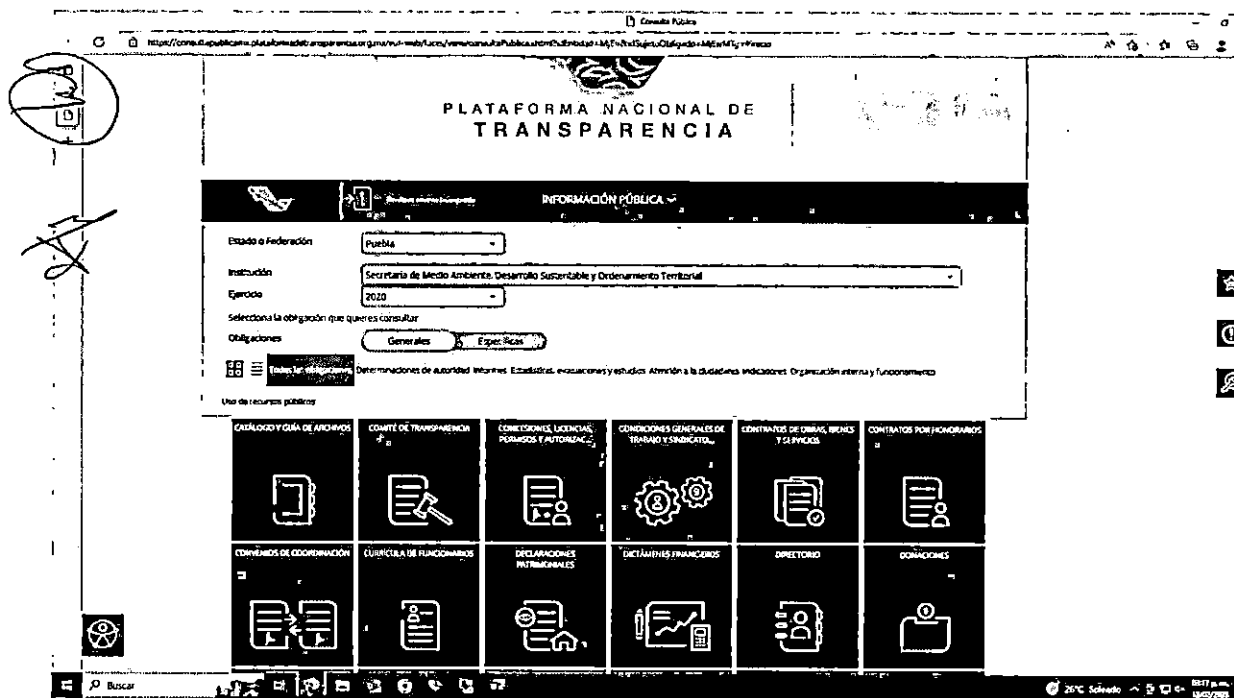 Consulta Pública
PLATAFORMA NACIONAL DE
TRANSPARENCIA
INFORMACIÓN PÚBLICA
Estado o Federación
Puebla
Institución
Secretaría de Medio Ambiente, Desarrollo Sustentable y Ordenamiento Territorial
Ejercicio
2020
Selecciona la obligación que quieres consultar
Obligaciones
Generales
Específicas
Todas las obligaciones Determinaciones de autoridad Informes Estadísticas, evaluaciones y estudios Atención a la ciudadanía Indicadores Organización interna y funcionamiento
Uso de recursos públicos
CATÁLOGO Y GUÍA DE ARCHIVOS
COMITÉ DE TRANSPARENCIA
CONCESIONES, LICENCIAS,
PERMISOS Y AUTORIZAC...
CONDICIONES GENERALES DE
TRABAJO Y SINDICATO...
CONTRATOS DE OBRAS, BIENES
Y SERVICIOS
CONTRATOS POR HONORARIOS
CONVENIOS DE COORDINACIÓN
CURRÍCULA DE FUNCIONARIOS
DECLARACIONES
PATRIMONIALES
DICTÁMENES FINANCIEROS
DIRECTORIO
DONACIONES
Buscar
26°C Soleado